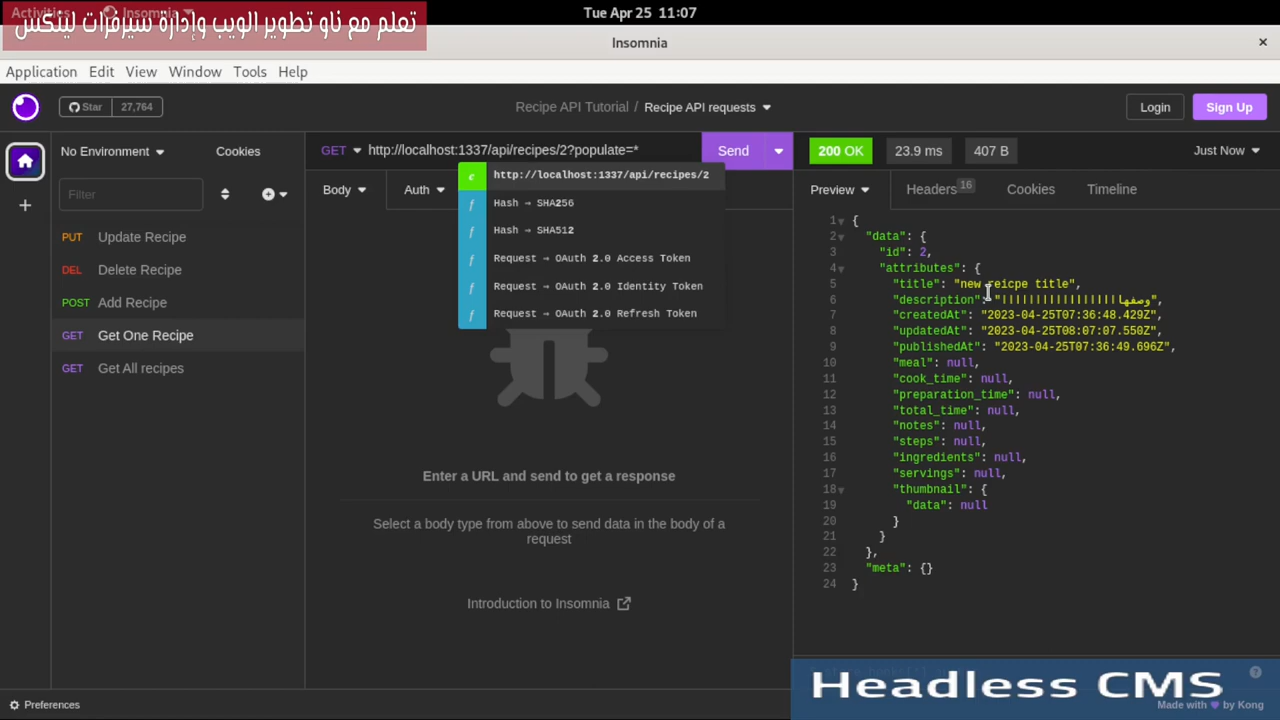 Activities
Insomnia
Tue Apr 25 11:07
تعلم مع ناو تطوير الويب وإدارة سيرفرات لينكس
Insomnia
Application Edit View Window Tools Help
Star 27,764
Recipe API Tutorial / Recipe API requests
Login
Sign Up
No Environment
Cookies
GET http://localhost:1337/api/recipes/2?populate=*
Send
200 OK
23.9 ms
407 B
Just Now
Filter
Body
Auth
Preview
Headers 16
Cookies
Timeline
c http://localhost:1337/api/recipes/2
f Hash ⇒ SHA256
f Hash ⇒ SHA512
f Request ⇒ OAuth 2.0 Access Token
f Request ⇒ OAuth 2.0 Identity Token
f Request ⇒ OAuth 2.0 Refresh Token
PUT Update Recipe
DEL Delete Recipe
POST Add Recipe
GET Get One Recipe
GET Get All recipes
Enter a URL and send to get a response
Select a body type from above to send data in the body of a
request
Introduction to Insomnia
1 {
2 "data": {
3 "id": 2,
4 "attributes": {
5 "title": "new reicpe title",
6 "description": "وصفهاااااااااااااااااا",
7 "createdAt": "2023-04-25T07:36:48.429Z",
8 "updatedAt": "2023-04-25T08:07:07.550Z",
9 "publishedAt": "2023-04-25T07:36:49.696Z",
10 "meal": null,
11 "cook_time": null,
12 "preparation_time": null,
13 "total_time": null,
14 "notes": null,
15 "steps": null,
16 "ingredients": null,
17 "servings": null,
18 "thumbnail": {
19 "data": null
20 }
21 }
22 },
23 "meta": {}
24 }
Preferences
Headless CMS
Made with by Kong